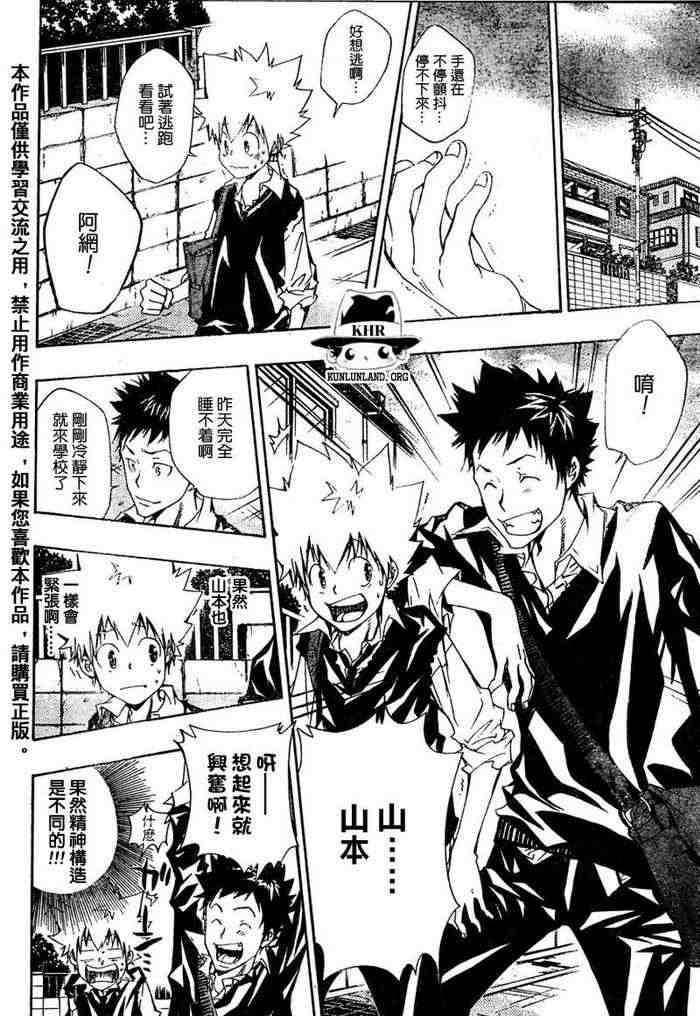 手還在
不停顫抖…
停不下來…
好想逃啊…
試著逃跑
看看吧…
阿綱！
KHR
KUNLUNLAND.ORG
唷！
山……
山本
昨天完全
睡不着啊
剛剛冷靜下來
就來學校了
果然
山本也
一樣會
緊張啊…
呀──
想起來就
興奮啊！
什麼
果然精神構造
是不同的!!!
本作品僅供學習交流之用，禁止用作商業用途，如果您喜歡本作品，請購買正版。